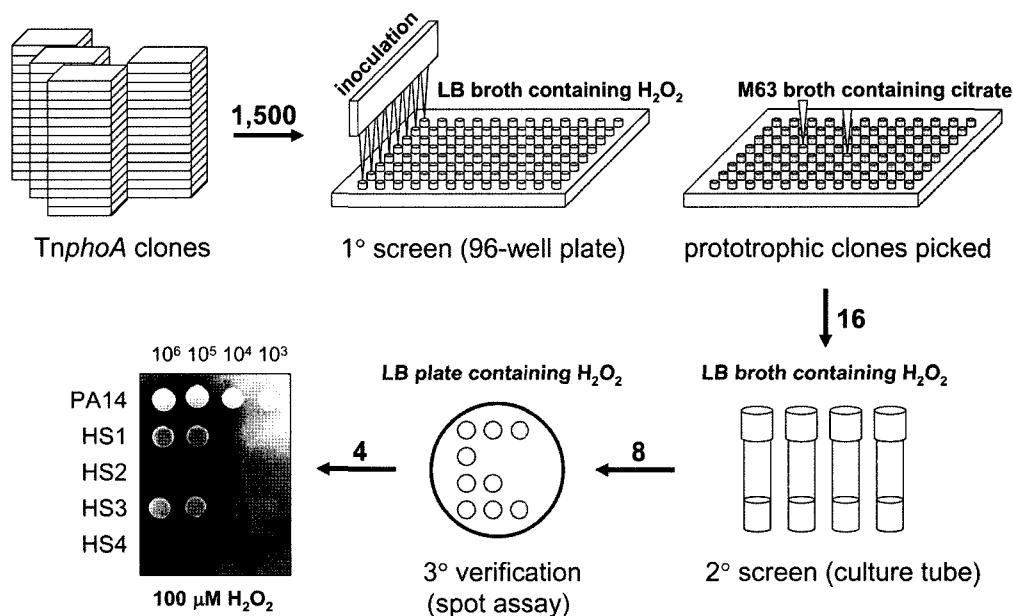 inoculation
LB broth containing H₂O₂
M63 broth containing citrate
1,500
TnphoA clones
1° screen (96-well plate)
prototrophic clones picked
16
10⁶ 10⁵ 10⁴ 10³
PA14
HS1
HS2
HS3
HS4
100 μM H₂O₂
4
LB plate containing H₂O₂
3° verification
(spot assay)
8
LB broth containing H₂O₂
2° screen (culture tube)